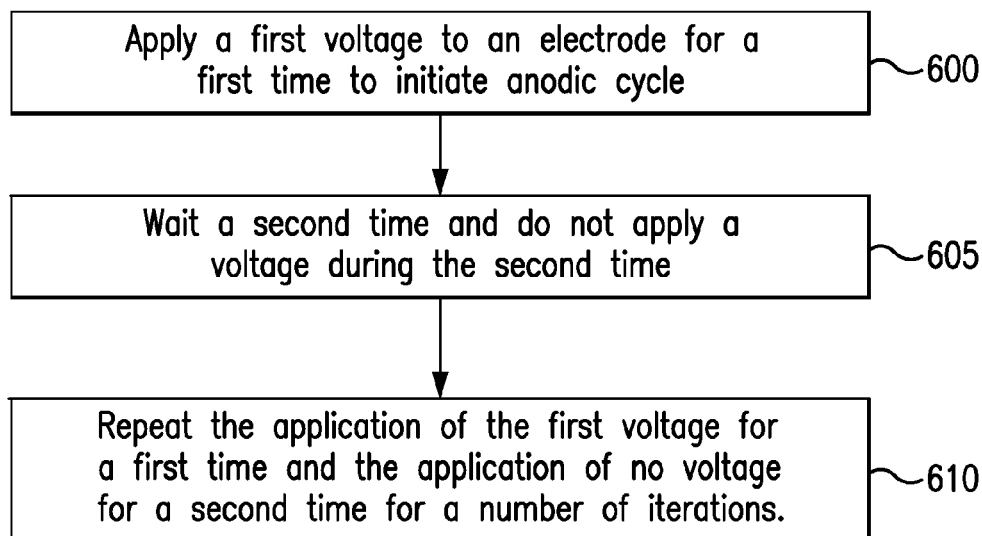 Apply a first voltage to an electrode for a
first time to initiate anodic cycle
600
Wait a second time and do not apply a
voltage during the second time
605
Repeat the application of the first voltage for
a first time and the application of no voltage
for a second time for a number of iterations.
610